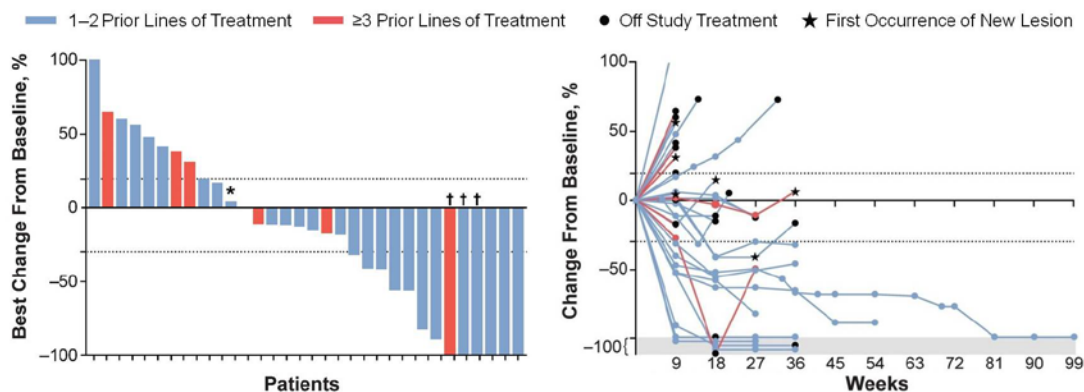 1–2 Prior Lines of Treatment ≥3 Prior Lines of Treatment • Off Study Treatment ★ First Occurrence of New Lesion
Best Change From Baseline, %
100
50
0
–50
–100
*
†††
Patients
Change From Baseline, %
100
50
0
–50
–100{
9 18 27 36 45 54 63 72 81 90 99
Weeks